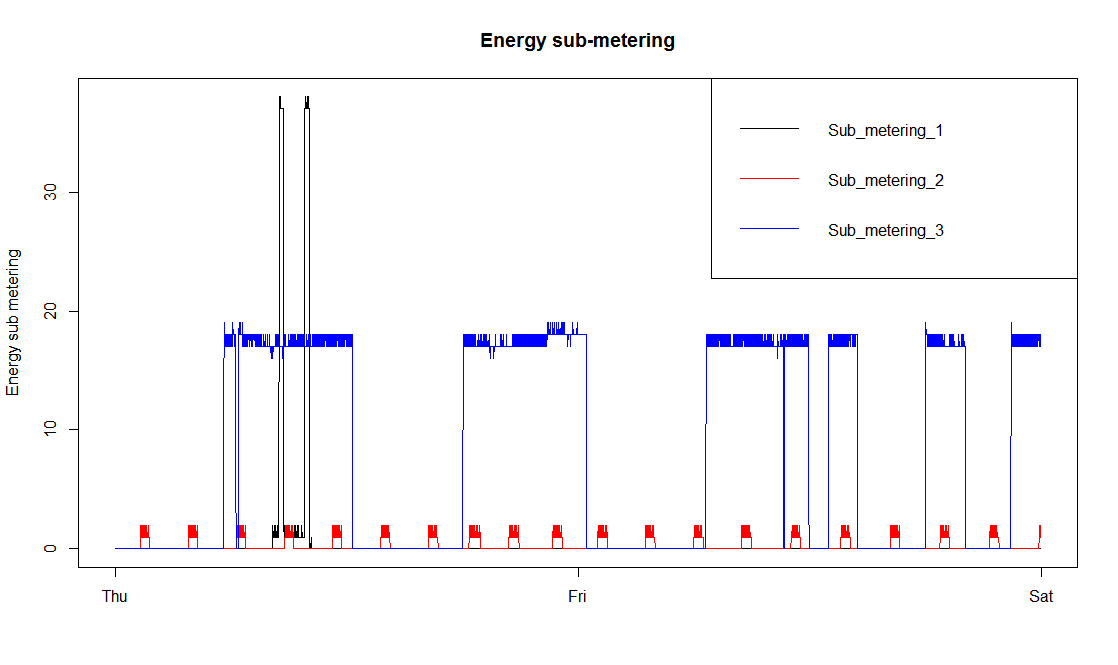 Energy sub-metering
Sub_metering_1
Sub_metering_2
Sub_metering_3
Energy sub metering
30
20
10
0
Thu Fri Sat